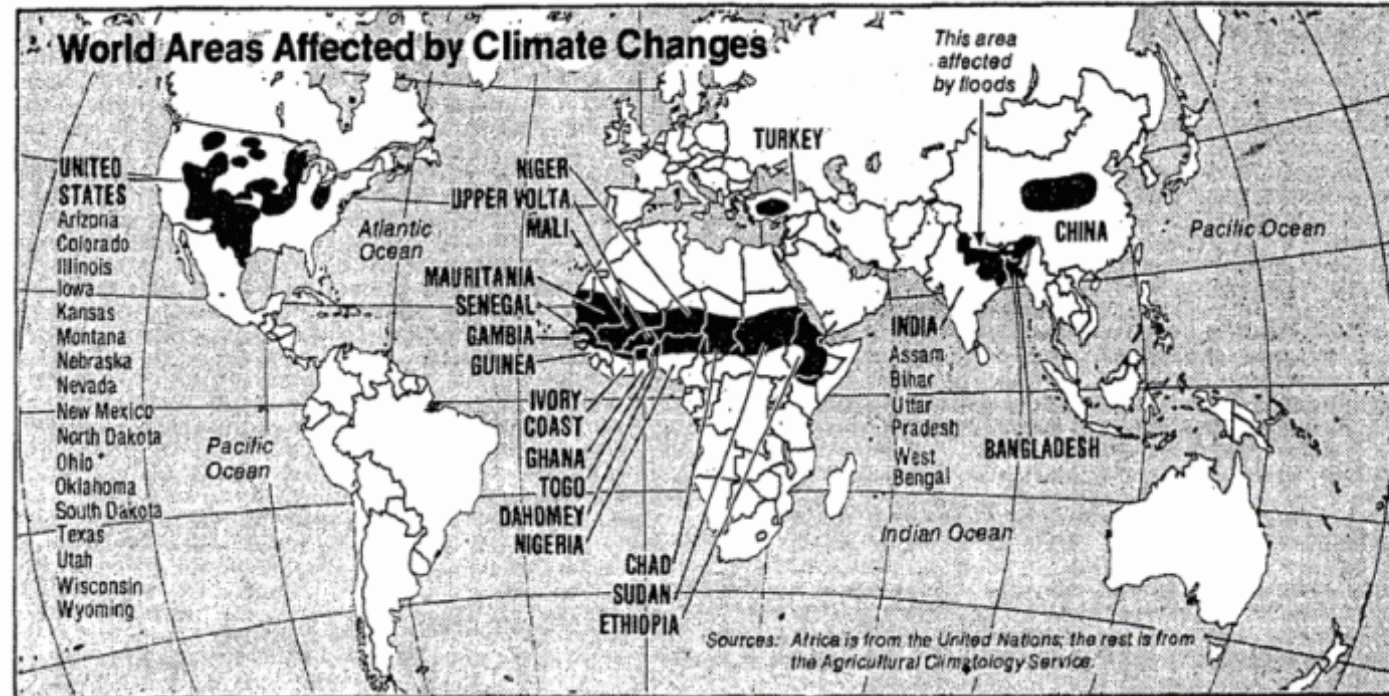 World Areas Affected by Climate Changes
This area
affected
by floods
UNITED
STATES
Arizona
Colorado
Illinois
Iowa
Kansas
Montana
Nebraska
Nevada
New Mexico
North Dakota
Ohio
Oklahoma
South Dakota
Texas
Utah
Wisconsin
Wyoming
Atlantic
Ocean
Pacific
Ocean
NIGER
UPPER VOLTA
MALI
MAURITANIA
SENEGAL
GAMBIA
GUINEA
IVORY
COAST
GHANA
TOGO
DAHOMEY
NIGERIA
CHAD
SUDAN
ETHIOPIA
TURKEY
INDIA
Assam
Bihar
Uttar
Pradesh
West
Bengal
BANGLADESH
CHINA
Pacific Ocean
Indian Ocean
Sources: Africa is from the United Nations; the rest is from
the Agricultural Climatology Service.